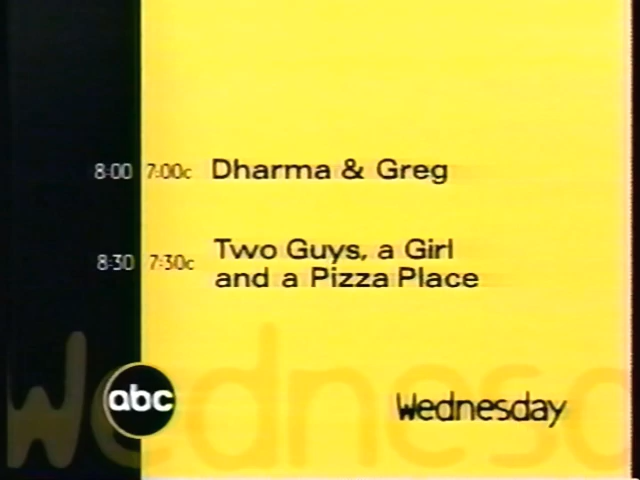 8:00 7:00c Dharma & Greg
8:30 7:30c Two Guys, a Girl
and a Pizza Place
Wednesd
abc
Wednesday